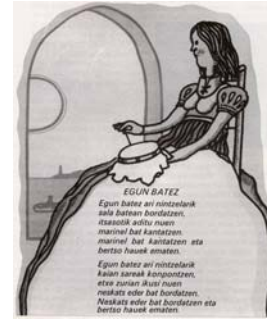 EGUN BATEZ
Egun batez ari nintzelarik
sala batean bordatzen,
itsasotik aditu nuen
marinel bat kantatzen.
marinel bat kantatzen eta
bertso hauek ematen.
Egun batez ari nintzelarik
kaian sareak konpontzen,
etxe zurian ikusi nuen
neskats eder bat bordatzen.
Neskats eder bat bordatzen eta
bertso hauek ematen.